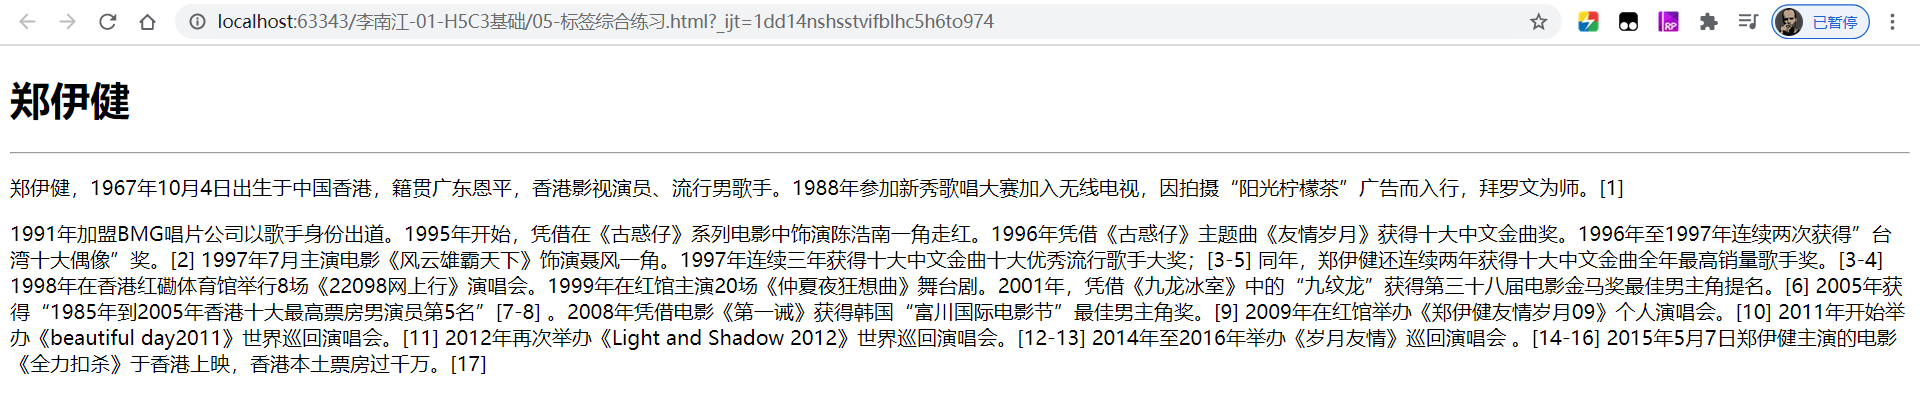 localhost:63343/李南江-01-H5C3基础/05-标签综合练习.html?_ijt=1dd14nshsstvifblhc5h6to974
RP
已暂停
郑伊健
郑伊健，1967年10月4日出生于中国香港，籍贯广东恩平，香港影视演员、流行男歌手。1988年参加新秀歌唱大赛加入无线电视，因拍摄“阳光柠檬茶”广告而入行，拜罗文为师。[1]
1991年加盟BMG唱片公司以歌手身份出道。1995年开始，凭借在《古惑仔》系列电影中饰演陈浩南一角走红。1996年凭借《古惑仔》主题曲《友情岁月》获得十大中文金曲奖。1996年至1997年连续两次获得”台
湾十大偶像”奖。[2] 1997年7月主演电影《风云雄霸天下》饰演聂风一角。1997年连续三年获得十大中文金曲十大优秀流行歌手大奖；[3-5] 同年，郑伊健还连续两年获得十大中文金曲全年最高销量歌手奖。[3-4]
1998年在香港红磡体育馆举行8场《22098网上行》演唱会。1999年在红馆主演20场《仲夏夜狂想曲》舞台剧。2001年，凭借《九龙冰室》中的“九纹龙”获得第三十八届电影金马奖最佳男主角提名。[6] 2005年获
得“1985年到2005年香港十大最高票房男演员第5名”[7-8] 。2008年凭借电影《第一诫》获得韩国“富川国际电影节”最佳男主角奖。[9] 2009年在红馆举办《郑伊健友情岁月09》个人演唱会。[10] 2011年开始举
办《beautiful day2011》世界巡回演唱会。[11] 2012年再次举办《Light and Shadow 2012》世界巡回演唱会。[12-13] 2014年至2016年举办《岁月友情》巡回演唱会 。[14-16] 2015年5月7日郑伊健主演的电影
《全力扣杀》于香港上映，香港本土票房过千万。[17]